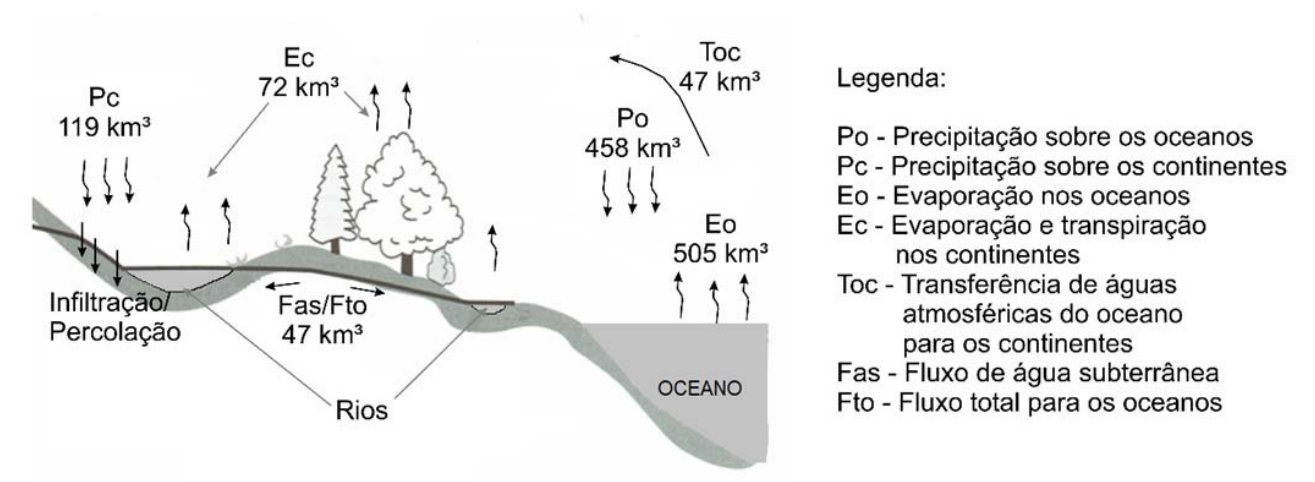 Ec
72 km³
Pc
119 km³
Toc
47 km³
Po
458 km³
Eo
505 km³
Infiltração/
Percolação
Fas/Fto
47 km³
Rios
OCEANO
Legenda:
Po - Precipitação sobre os oceanos
Pc - Precipitação sobre os continentes
Eo - Evaporação nos oceanos
Ec - Evaporação e transpiração
nos continentes
Toc - Transferência de águas
atmosféricas do oceano
para os continentes
Fas - Fluxo de água subterrânea
Fto - Fluxo total para os oceanos